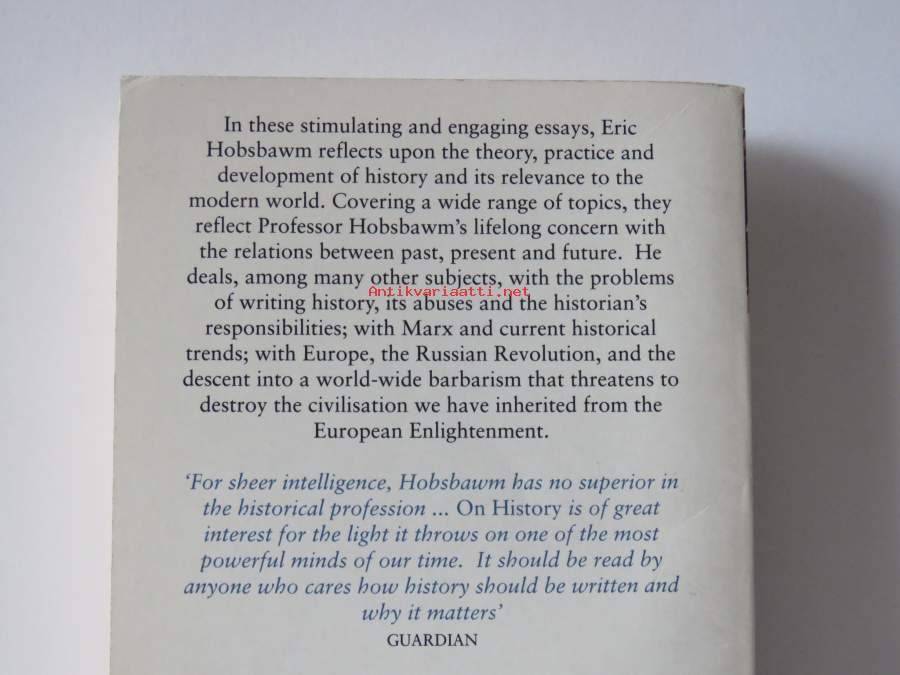 In these stimulating and engaging essays, Eric
Hobsbawm reflects upon the theory, practice and
development of history and its relevance to the
modern world. Covering a wide range of topics, they
reflect Professor Hobsbawm's lifelong concern with
the relations between past, present and future. He
deals, among many other subjects, with the problems
Antikvariaatti.net
of writing history, its abuses and the historian's
responsibilities; with Marx and current historical
trends; with Europe, the Russian Revolution, and the
descent into a world-wide barbarism that threatens to
destroy the civilisation we have inherited from the
European Enlightenment.
'For sheer intelligence, Hobsbawm has no superior in
the historical profession ... On History is of great
interest for the light it throws on one of the most
powerful minds of our time. It should be read by
anyone who cares how history should be written and
why it matters'
GUARDIAN